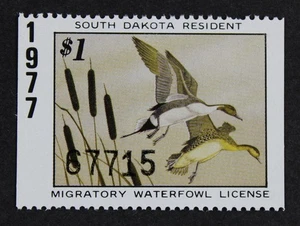 SOUTH DAKOTA RESIDENT
1977
$1
67715
MIGRATORY WATERFOWL LICENSE